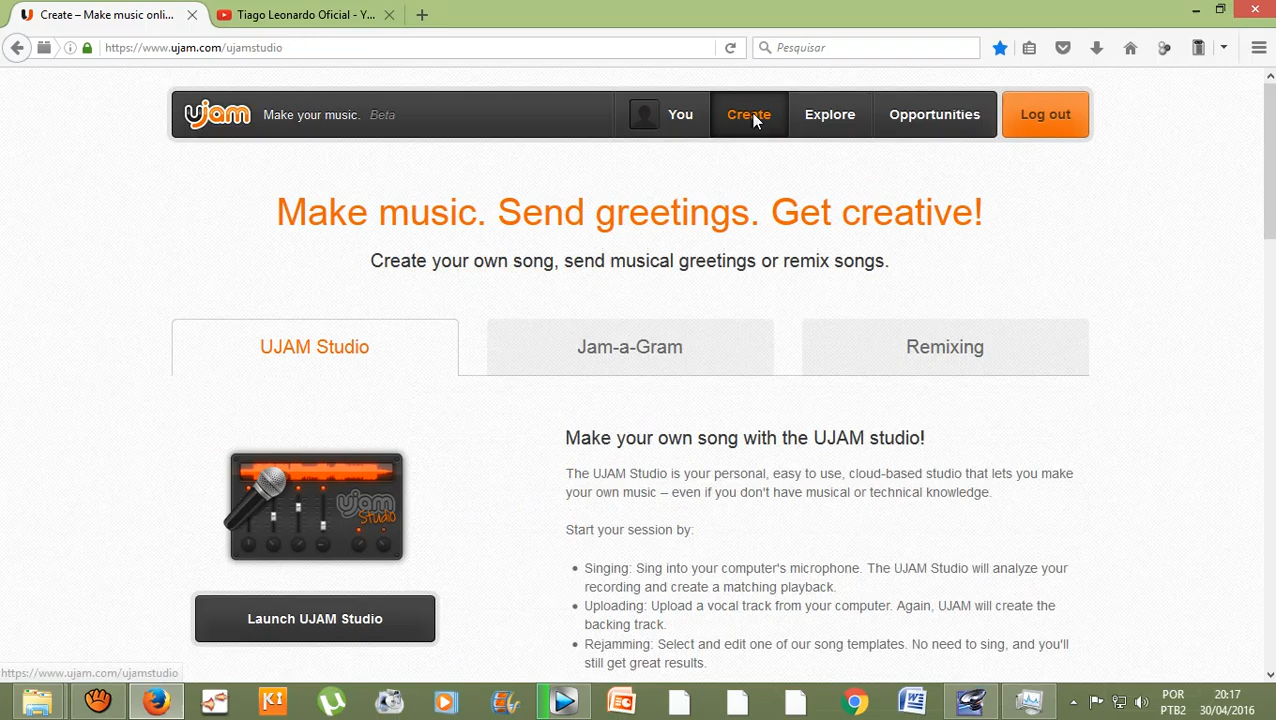 Create – Make music onli...
Tiago Leonardo Oficial - Y...
https://www.ujam.com/ujamstudio
Pesquisar
ujam Make your music. Beta
You
Create
Explore
Opportunities
Log out
Make music. Send greetings. Get creative!
Create your own song, send musical greetings or remix songs.
UJAM Studio
Jam-a-Gram
Remixing
ujam
Studio
Launch UJAM Studio
Make your own song with the UJAM studio!
The UJAM Studio is your personal, easy to use, cloud-based studio that lets you make
your own music – even if you don't have musical or technical knowledge.
Start your session by:
• Singing: Sing into your computer's microphone. The UJAM Studio will analyze your
recording and create a matching playback.
• Uploading: Upload a vocal track from your computer. Again, UJAM will create the
backing track.
• Rejamming: Select and edit one of our song templates. No need to sing, and you'll
still get great results.
https://www.ujam.com/ujamstudio
KI
POR
PTB2
20:17
30/04/2016